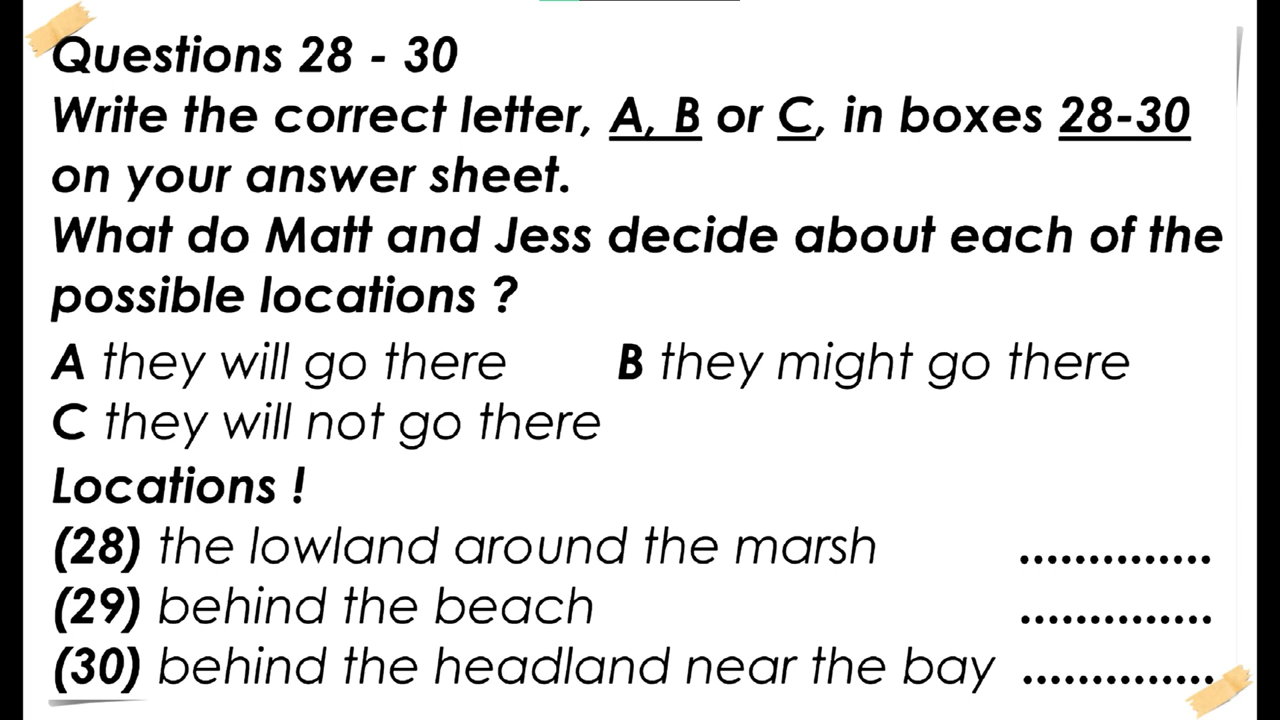 Questions 28 - 30
Write the correct letter, A, B or C, in boxes 28-30
on your answer sheet.
What do Matt and Jess decide about each of the
possible locations ?
A they will go there B they might go there
C they will not go there
Locations !
(28) the lowland around the marsh ..............
(29) behind the beach ..............
(30) behind the headland near the bay ..............